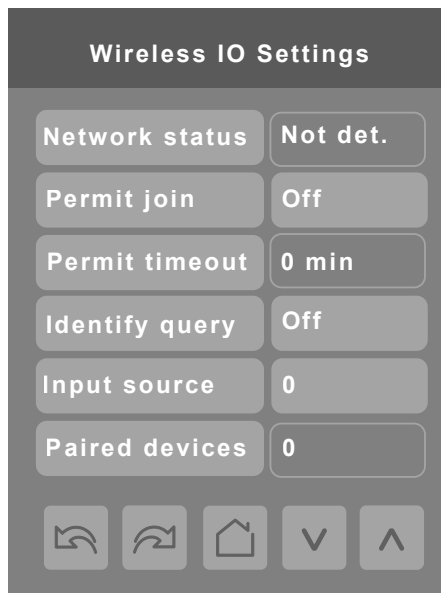 Wireless IO Settings
Network status Not det.
Permit join Off
Permit timeout 0 min
Identify query Off
Input source 0
Paired devices 0